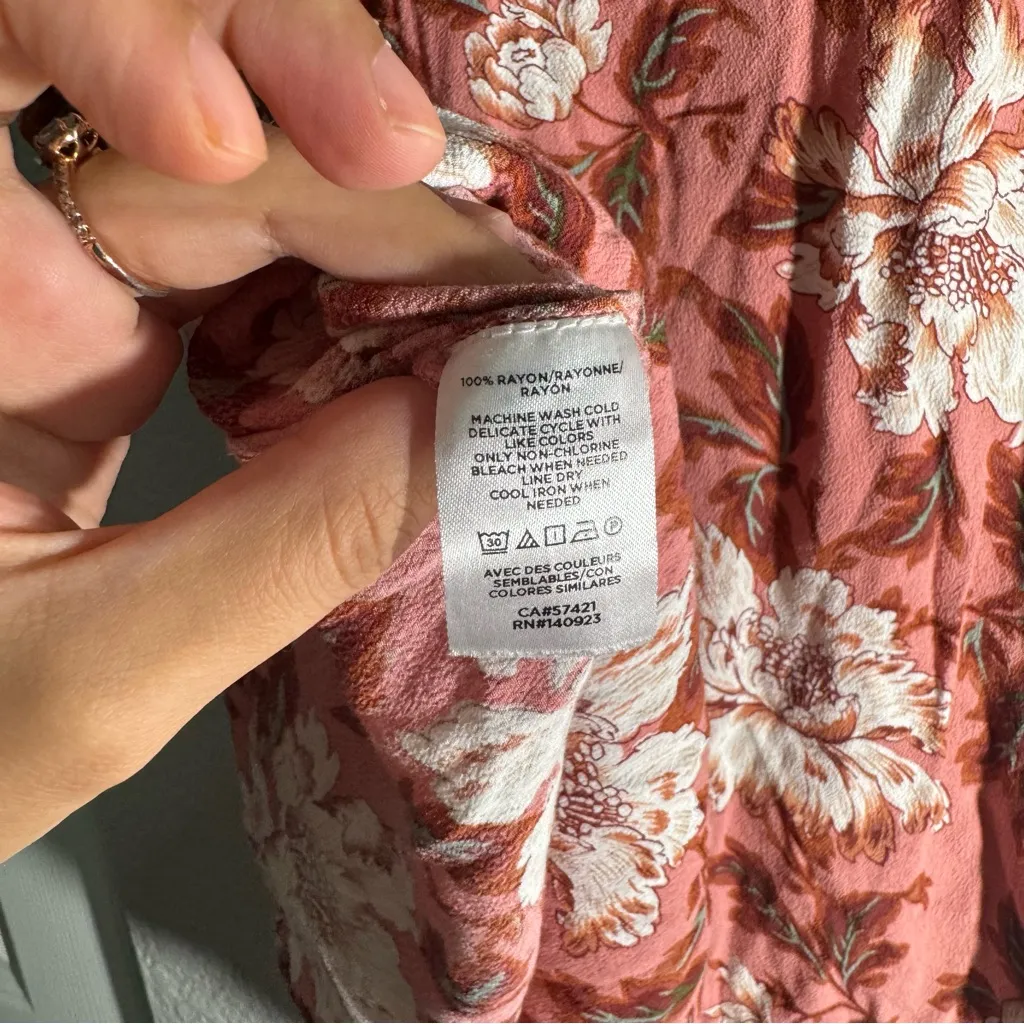 100% RAYON/RAYONNE/
RAYÓN
MACHINE WASH COLD
DELICATE CYCLE WITH
LIKE COLORS
ONLY NON-CHLORINE
BLEACH WHEN NEEDED
LINE DRY
COOL IRON WHEN
NEEDED
30 P
AVEC DES COULEURS
SEMBLABLES/CON
COLORES SIMILARES
CA#57421
RN#140923